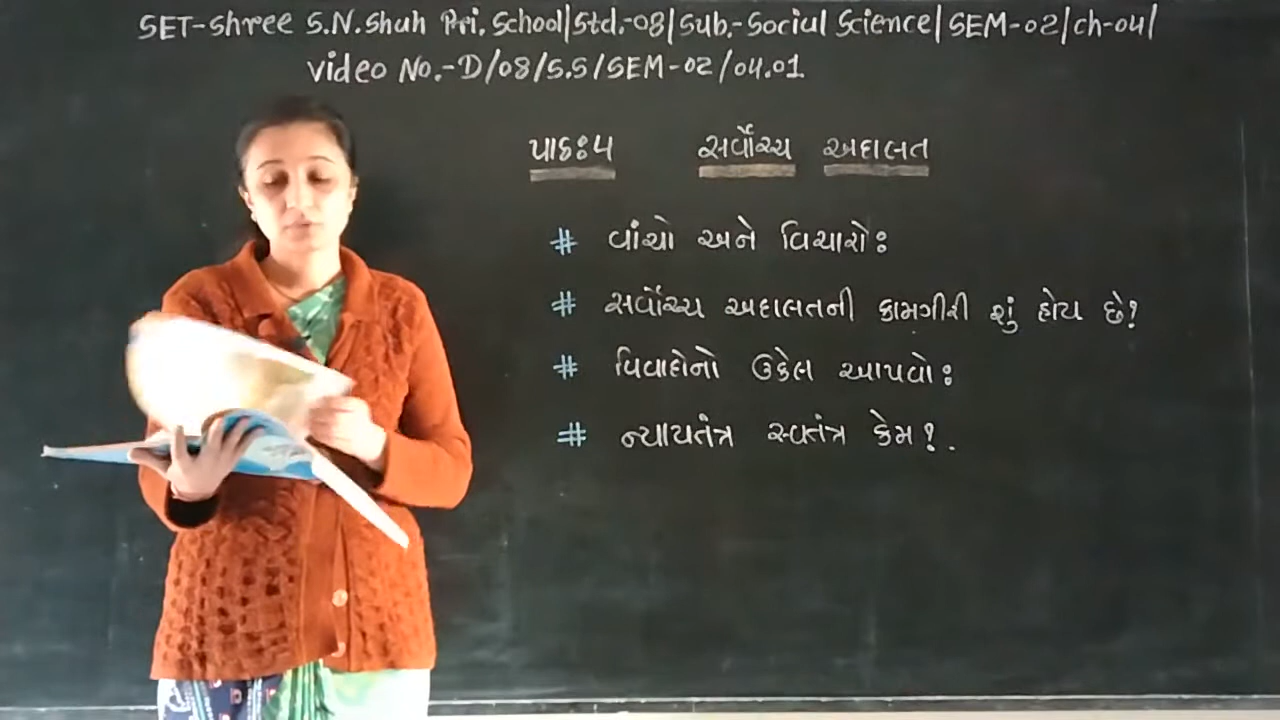 SET-Shree S.N.Shah Pri. School/Std.-08/Sub.-Social Science/SEM-02/ch-04/
video No.-D/08/S.S/SEM-02/04.01
પાઠઃ૪ સર્વોચ્ચ અદાલત
# વાંચો અને વિચારોઃ
# સર્વોચ્ચ અદાલતની કામગીરી શું હોય છે?
# વિવાદોનો ઉકેલ આપવોઃ
# ન્યાયતંત્ર સ્વતંત્ર કેમ?.